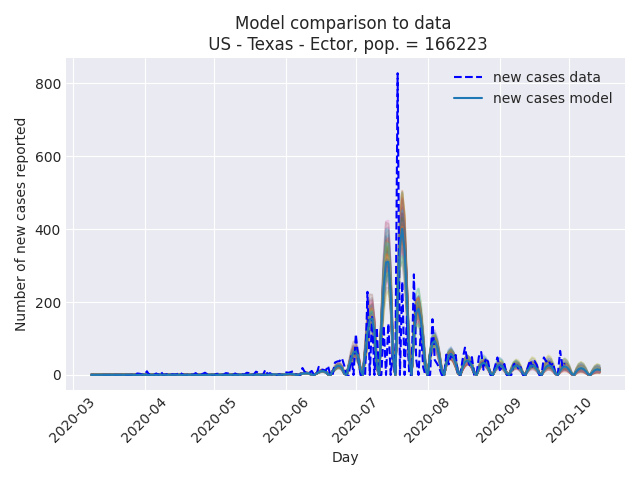 Model comparison to data
US - Texas - Ector, pop. = 166223
new cases data
new cases model
Number of new cases reported
800
600
400
200
0
2020-03
2020-04
2020-05
2020-06
2020-07
2020-08
2020-09
2020-10
Day